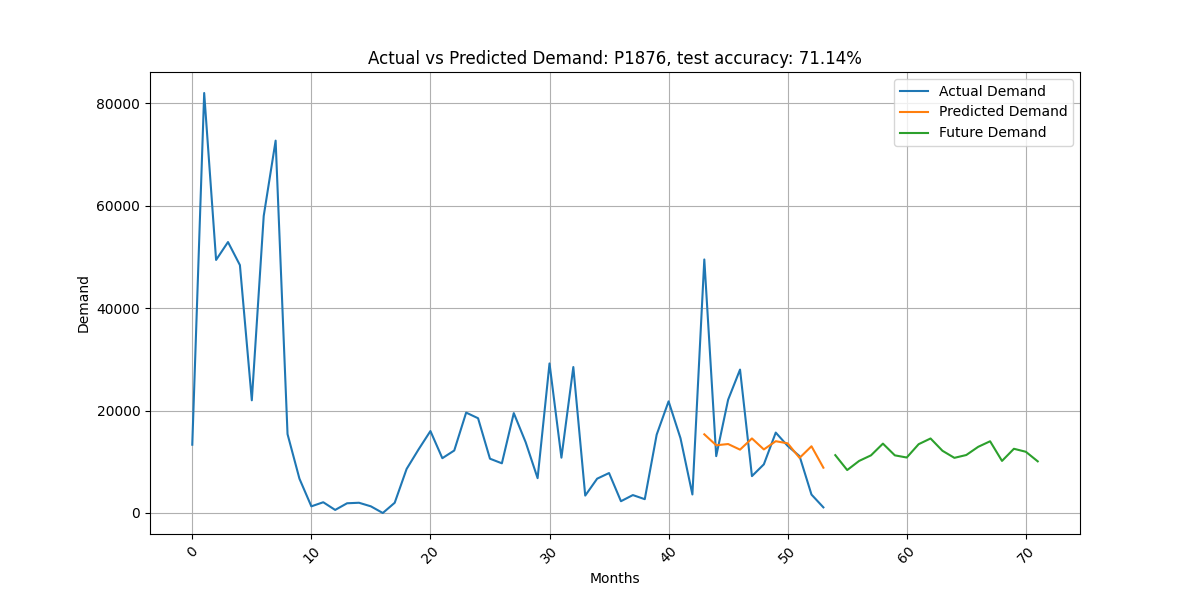 Actual vs Predicted Demand: P1876, test accuracy: 71.14%
Actual Demand
Predicted Demand
Future Demand
80000
60000
40000
20000
0
Demand
0 10 20 30 40 50 60 70
Months